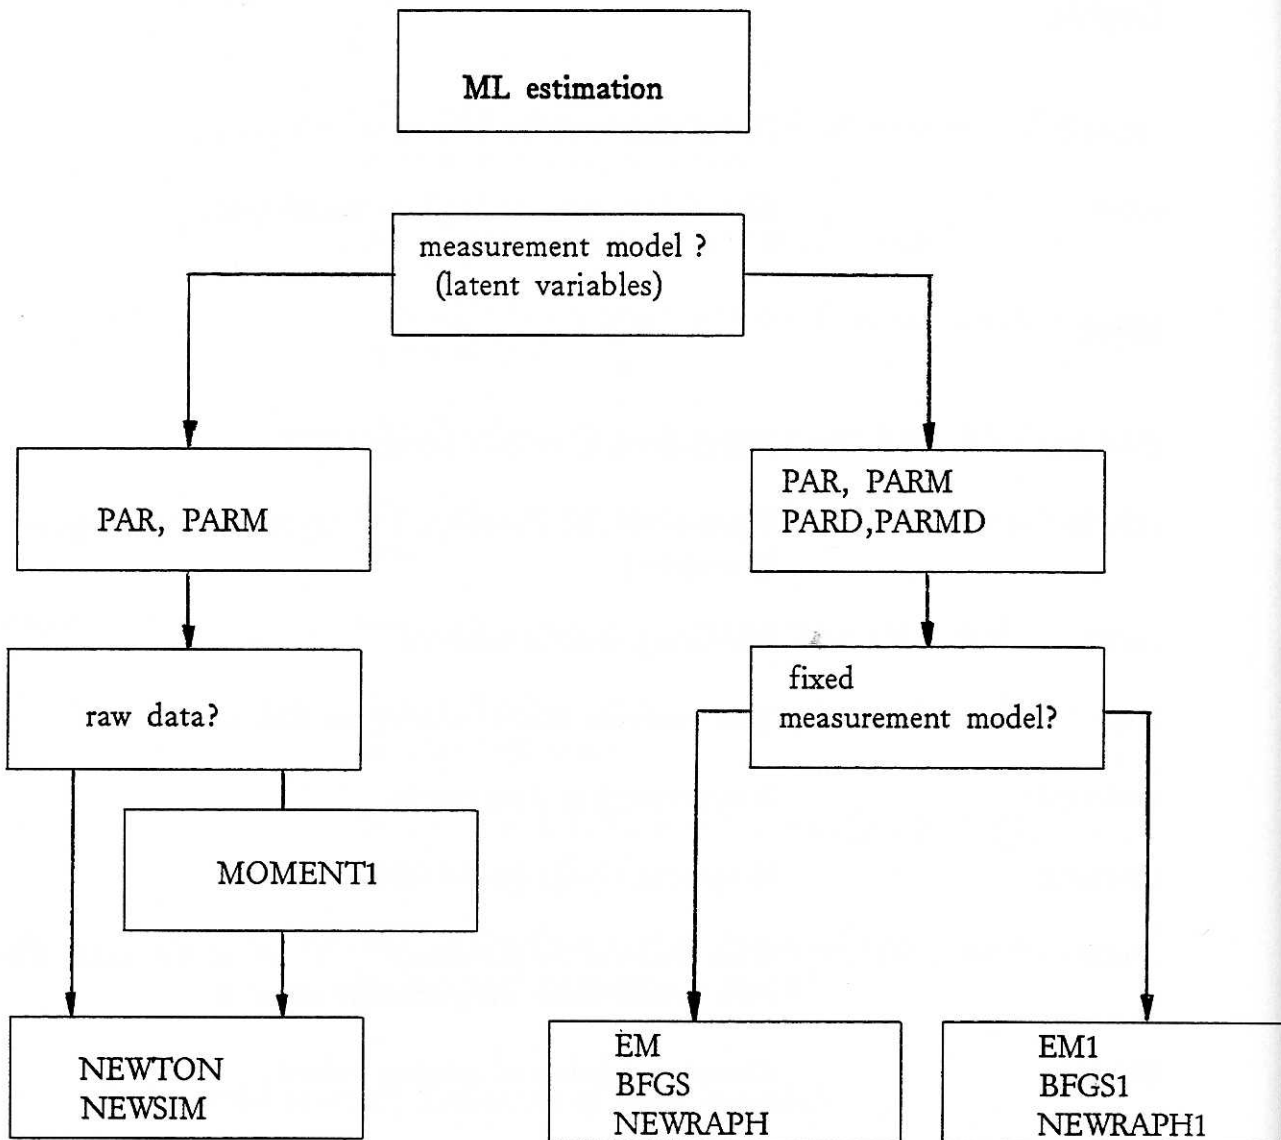 ML estimation
measurement model ?
(latent variables)
PAR, PARM
PAR, PARM
PARD,PARMD
raw data?
fixed
measurement model?
MOMENT1
NEWTON
NEWSIM
EM
BFGS
NEWRAPH
EM1
BFGS1
NEWRAPH1